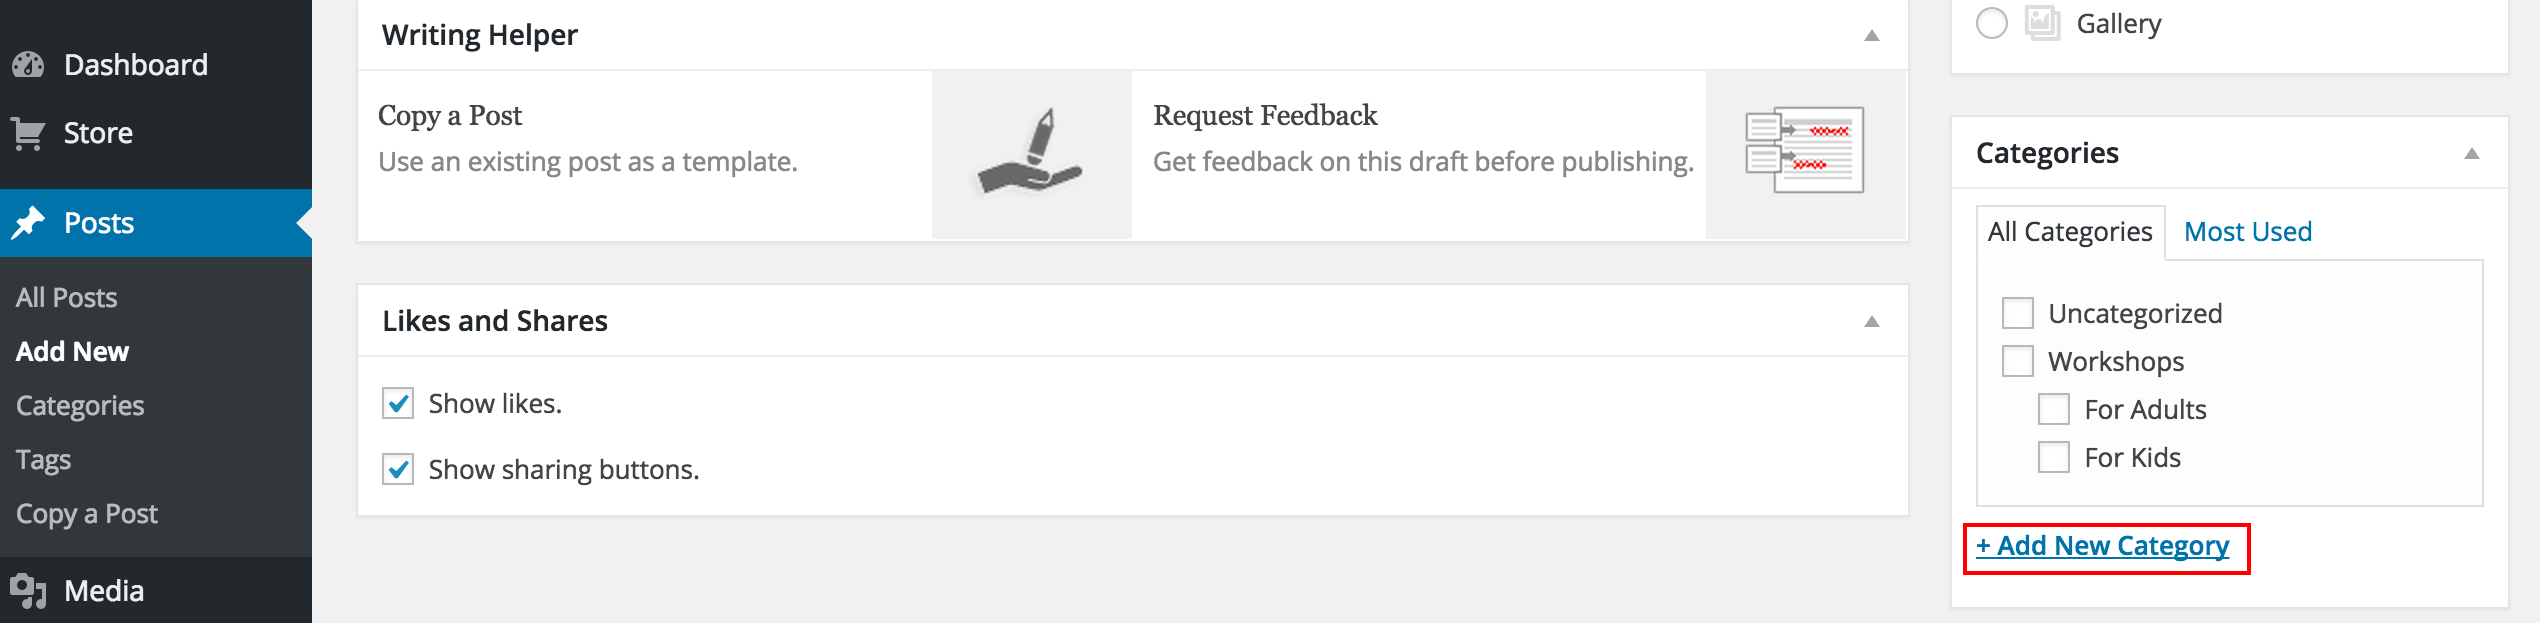 Dashboard
Store
Posts
All Posts
Add New
Categories
Tags
Copy a Post
Media
Writing Helper
Copy a Post
Use an existing post as a template.
Request Feedback
Get feedback on this draft before publishing.
Likes and Shares
Show likes.
Show sharing buttons.
Gallery
Categories
All Categories Most Used
Uncategorized
Workshops
For Adults
For Kids
+ Add New Category